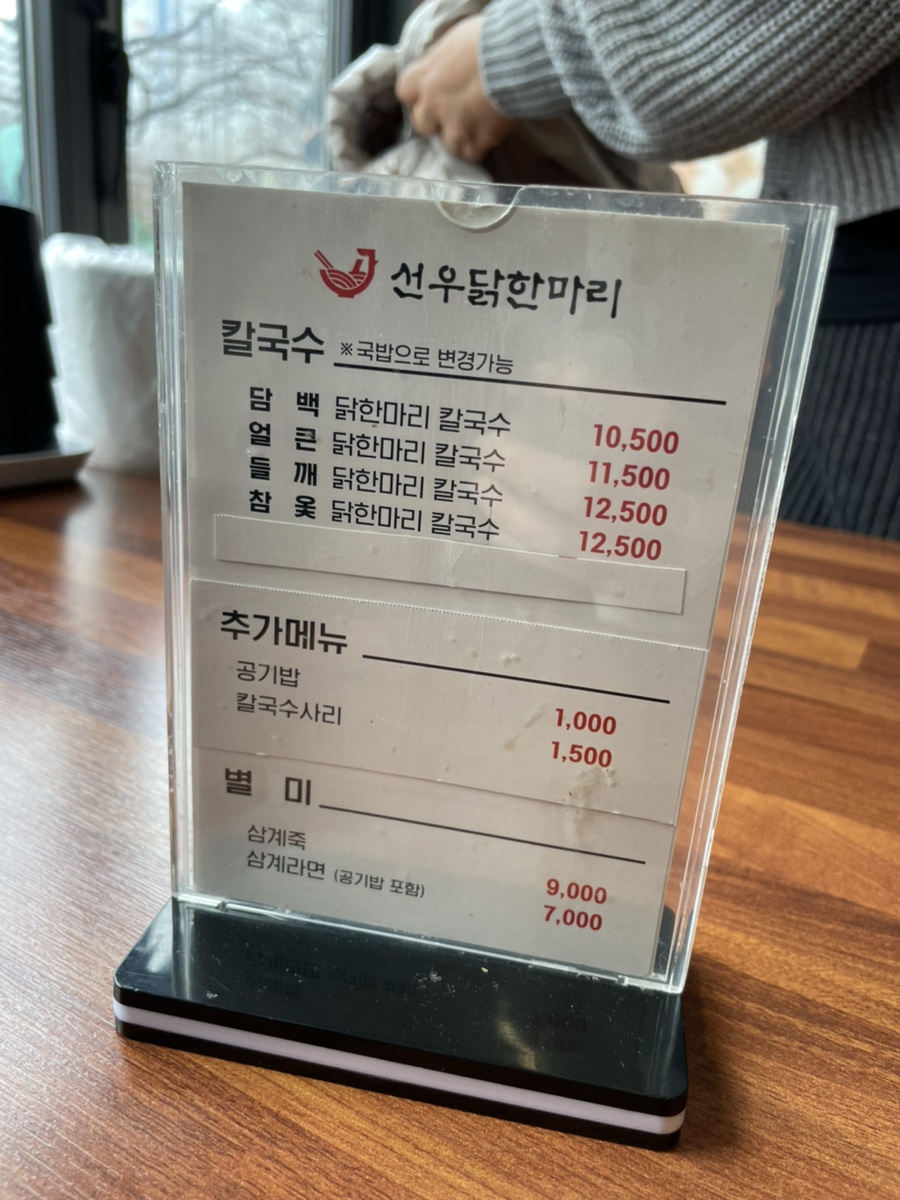 선우닭한마리
칼국수 ※국밥으로 변경가능
담 백 닭한마리 칼국수 10,500
얼 큰 닭한마리 칼국수 11,500
들 깨 닭한마리 칼국수 12,500
참 옻 닭한마리 칼국수 12,500
추가메뉴
공기밥 1,000
칼국수사리 1,500
별 미
삼계죽 9,000
삼계라면 (공기밥 포함) 7,000